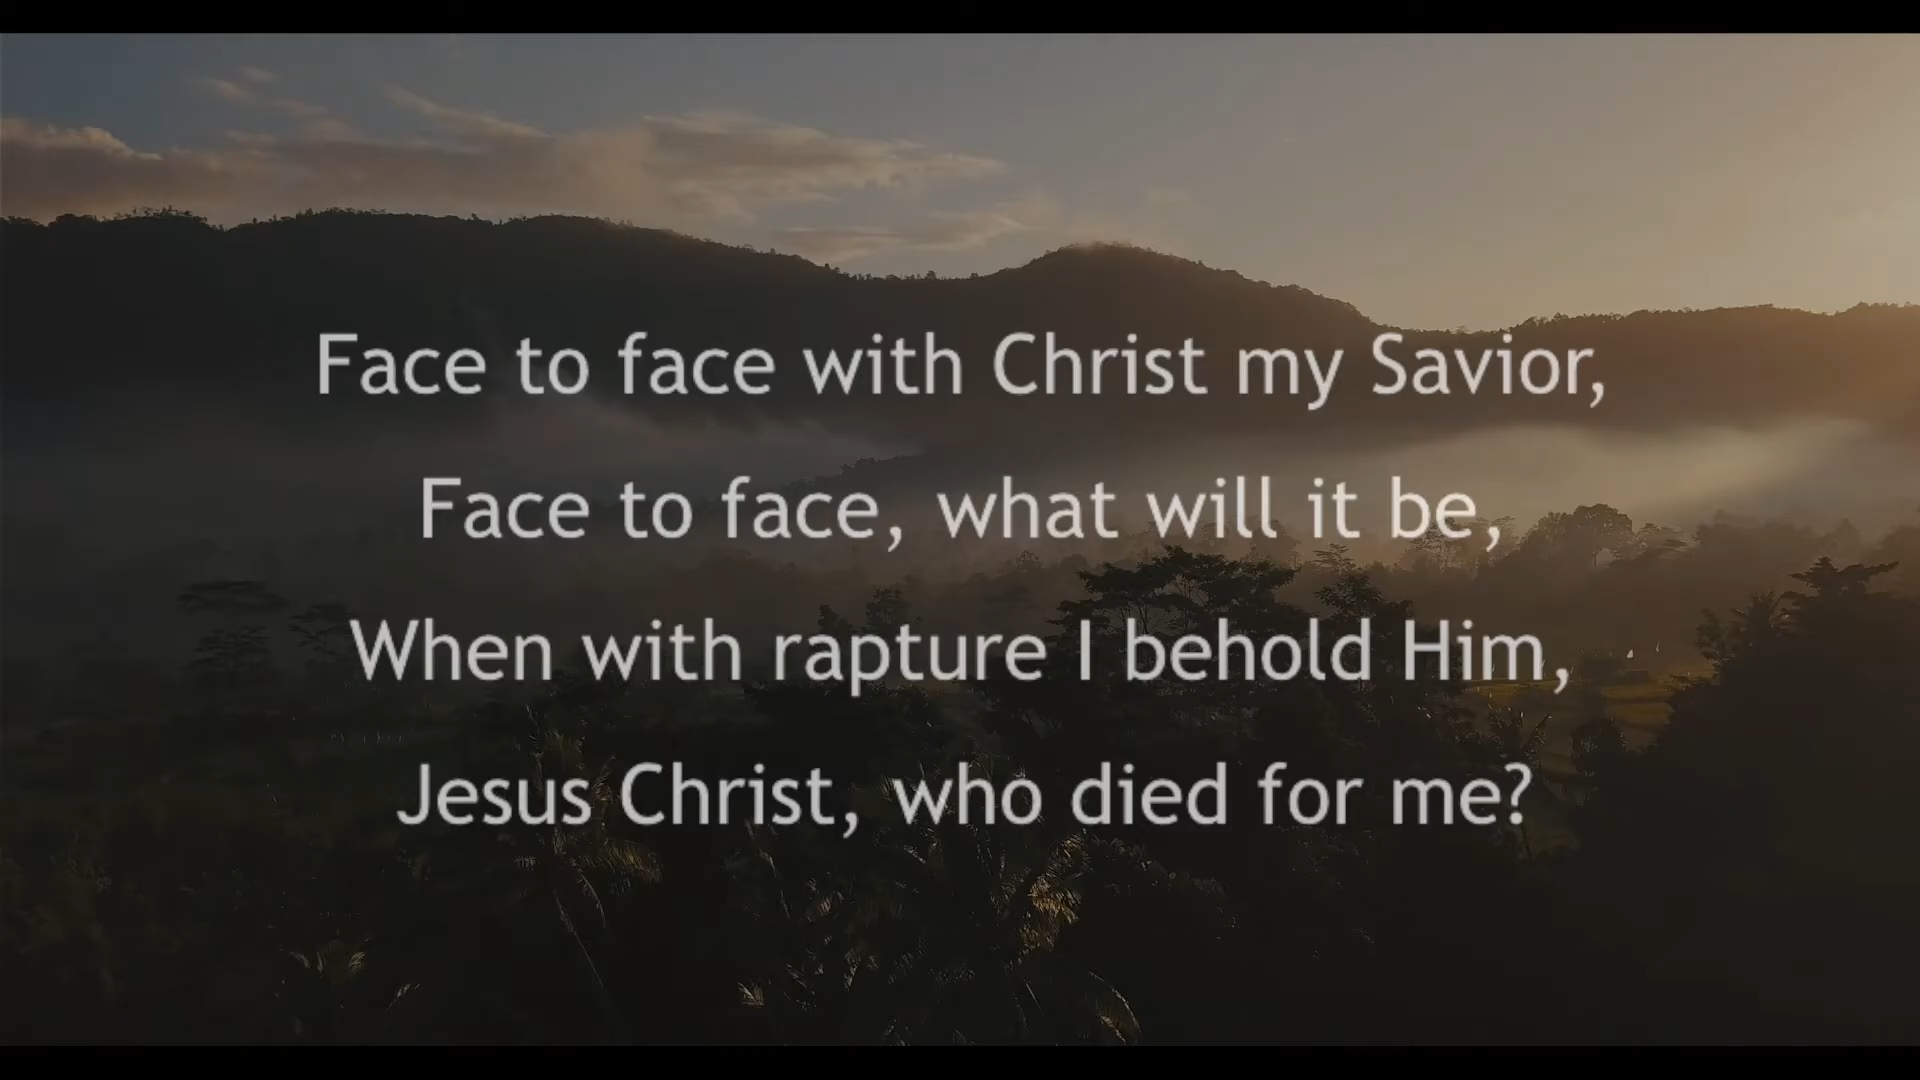 Face to face with Christ my Savior,
Face to face, what will it be,
When with rapture I behold Him,
Jesus Christ, who died for me?